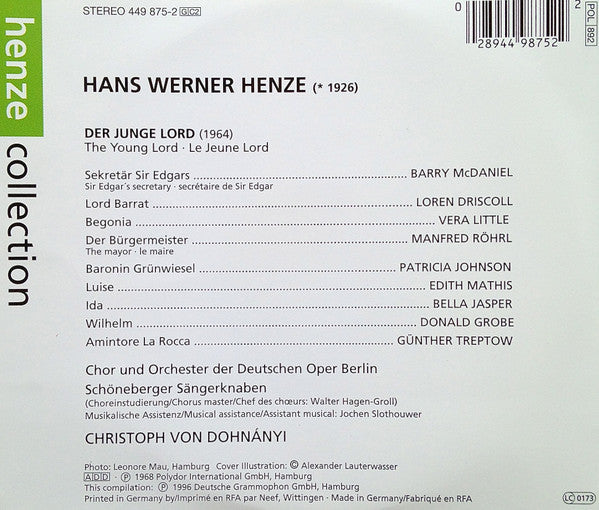 henze collection
STEREO 449 875-2 GC2
0 28944 98752 2
POL 892
HANS WERNER HENZE (* 1926)
DER JUNGE LORD (1964)
The Young Lord · Le Jeune Lord
Sekretär Sir Edgars ........ BARRY McDANIEL
Sir Edgar´s secretary · secrétaire de Sir Edgar
Lord Barrat ........ LOREN DRISCOLL
Begonia ........ VERA LITTLE
Der Bürgermeister ........ MANFRED RÖHRL
The mayor · le maire
Baronin Grünwiesel ........ PATRICIA JOHNSON
Luise ........ EDITH MATHIS
Ida ........ BELLA JASPER
Wilhelm ........ DONALD GROBE
Amintore La Rocca ........ GÜNTHER TREPTOW
Chor und Orchester der Deutschen Oper Berlin
Schöneberger Sängerknaben
(Choreinstudierung/Chorus master/Chef des chœurs: Walter Hagen-Groll)
Musikalische Assistenz/Musical assistance/Assistant musical: Jochen Slothouwer
CHRISTOPH VON DOHNÁNYI
Photo: Leonore Mau, Hamburg Cover Illustration: © Alexander Lauterwasser
ADD · ℗ 1968 Polydor International GmbH, Hamburg
This compilation: ℗ 1996 Deutsche Grammophon GmbH, Hamburg
Printed in Germany by/Imprimé en RFA par Neef, Wittingen · Made in Germany/Fabriqué en RFA
LC 0173